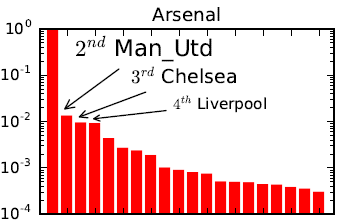 Arsenal
10^0
2^nd Man_Utd
10^-1
3^rd Chelsea
4^th Liverpool
10^-2
10^-3
10^-4